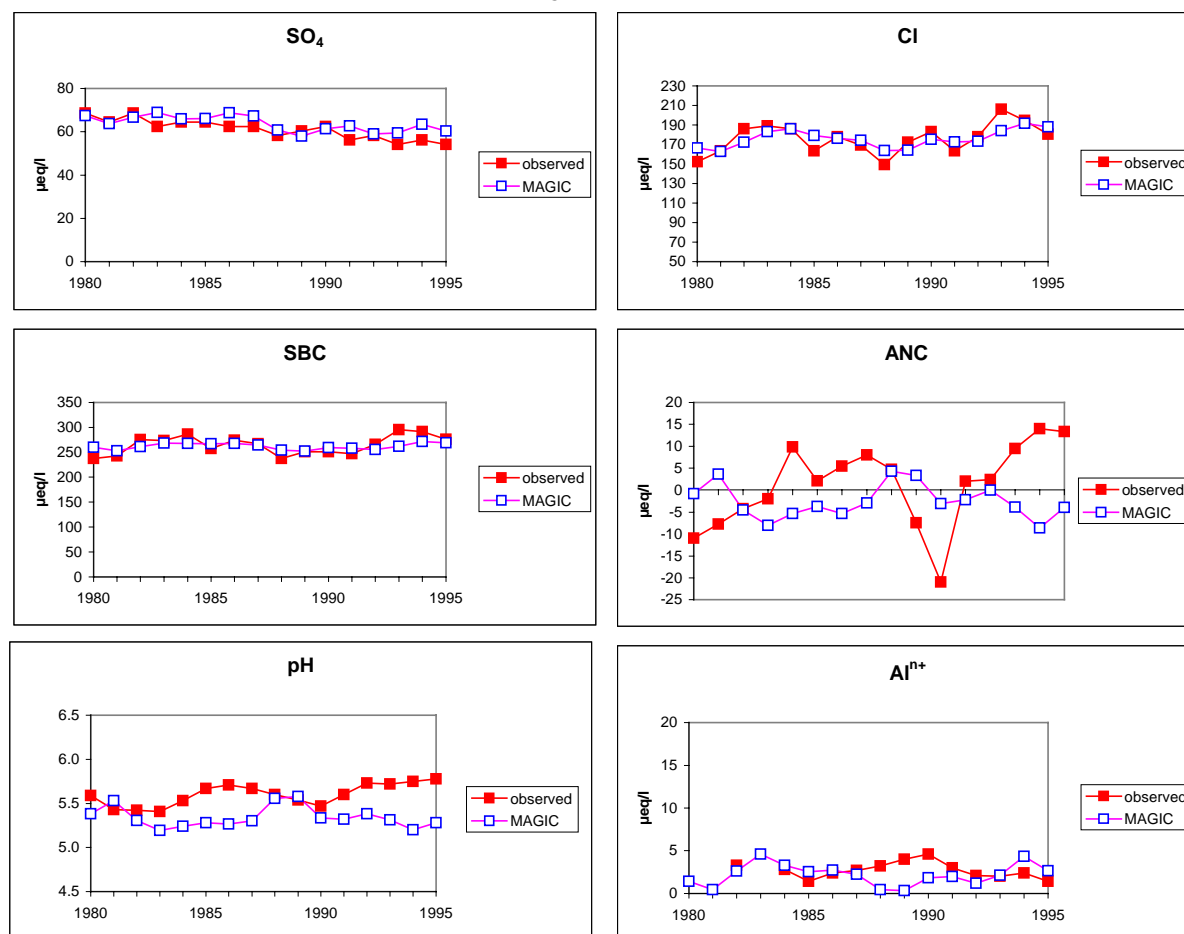 SO₄
80
60
40
20
0
µeq/l
1980 1985 1990 1995
observed
MAGIC
Cl
230
210
190
170
150
130
110
90
70
50
µeq/l
1980 1985 1990 1995
observed
MAGIC
SBC
350
300
250
200
150
100
50
0
µeq/l
1980 1985 1990 1995
observed
MAGIC
ANC
20
15
10
5
0
-5
-10
-15
-20
-25
µeq/l
observed
MAGIC
pH
6.5
6.0
5.5
5.0
4.5
1980 1985 1990 1995
observed
MAGIC
Alⁿ⁺
20
15
10
5
0
µeq/l
1980 1985 1990 1995
observed
MAGIC